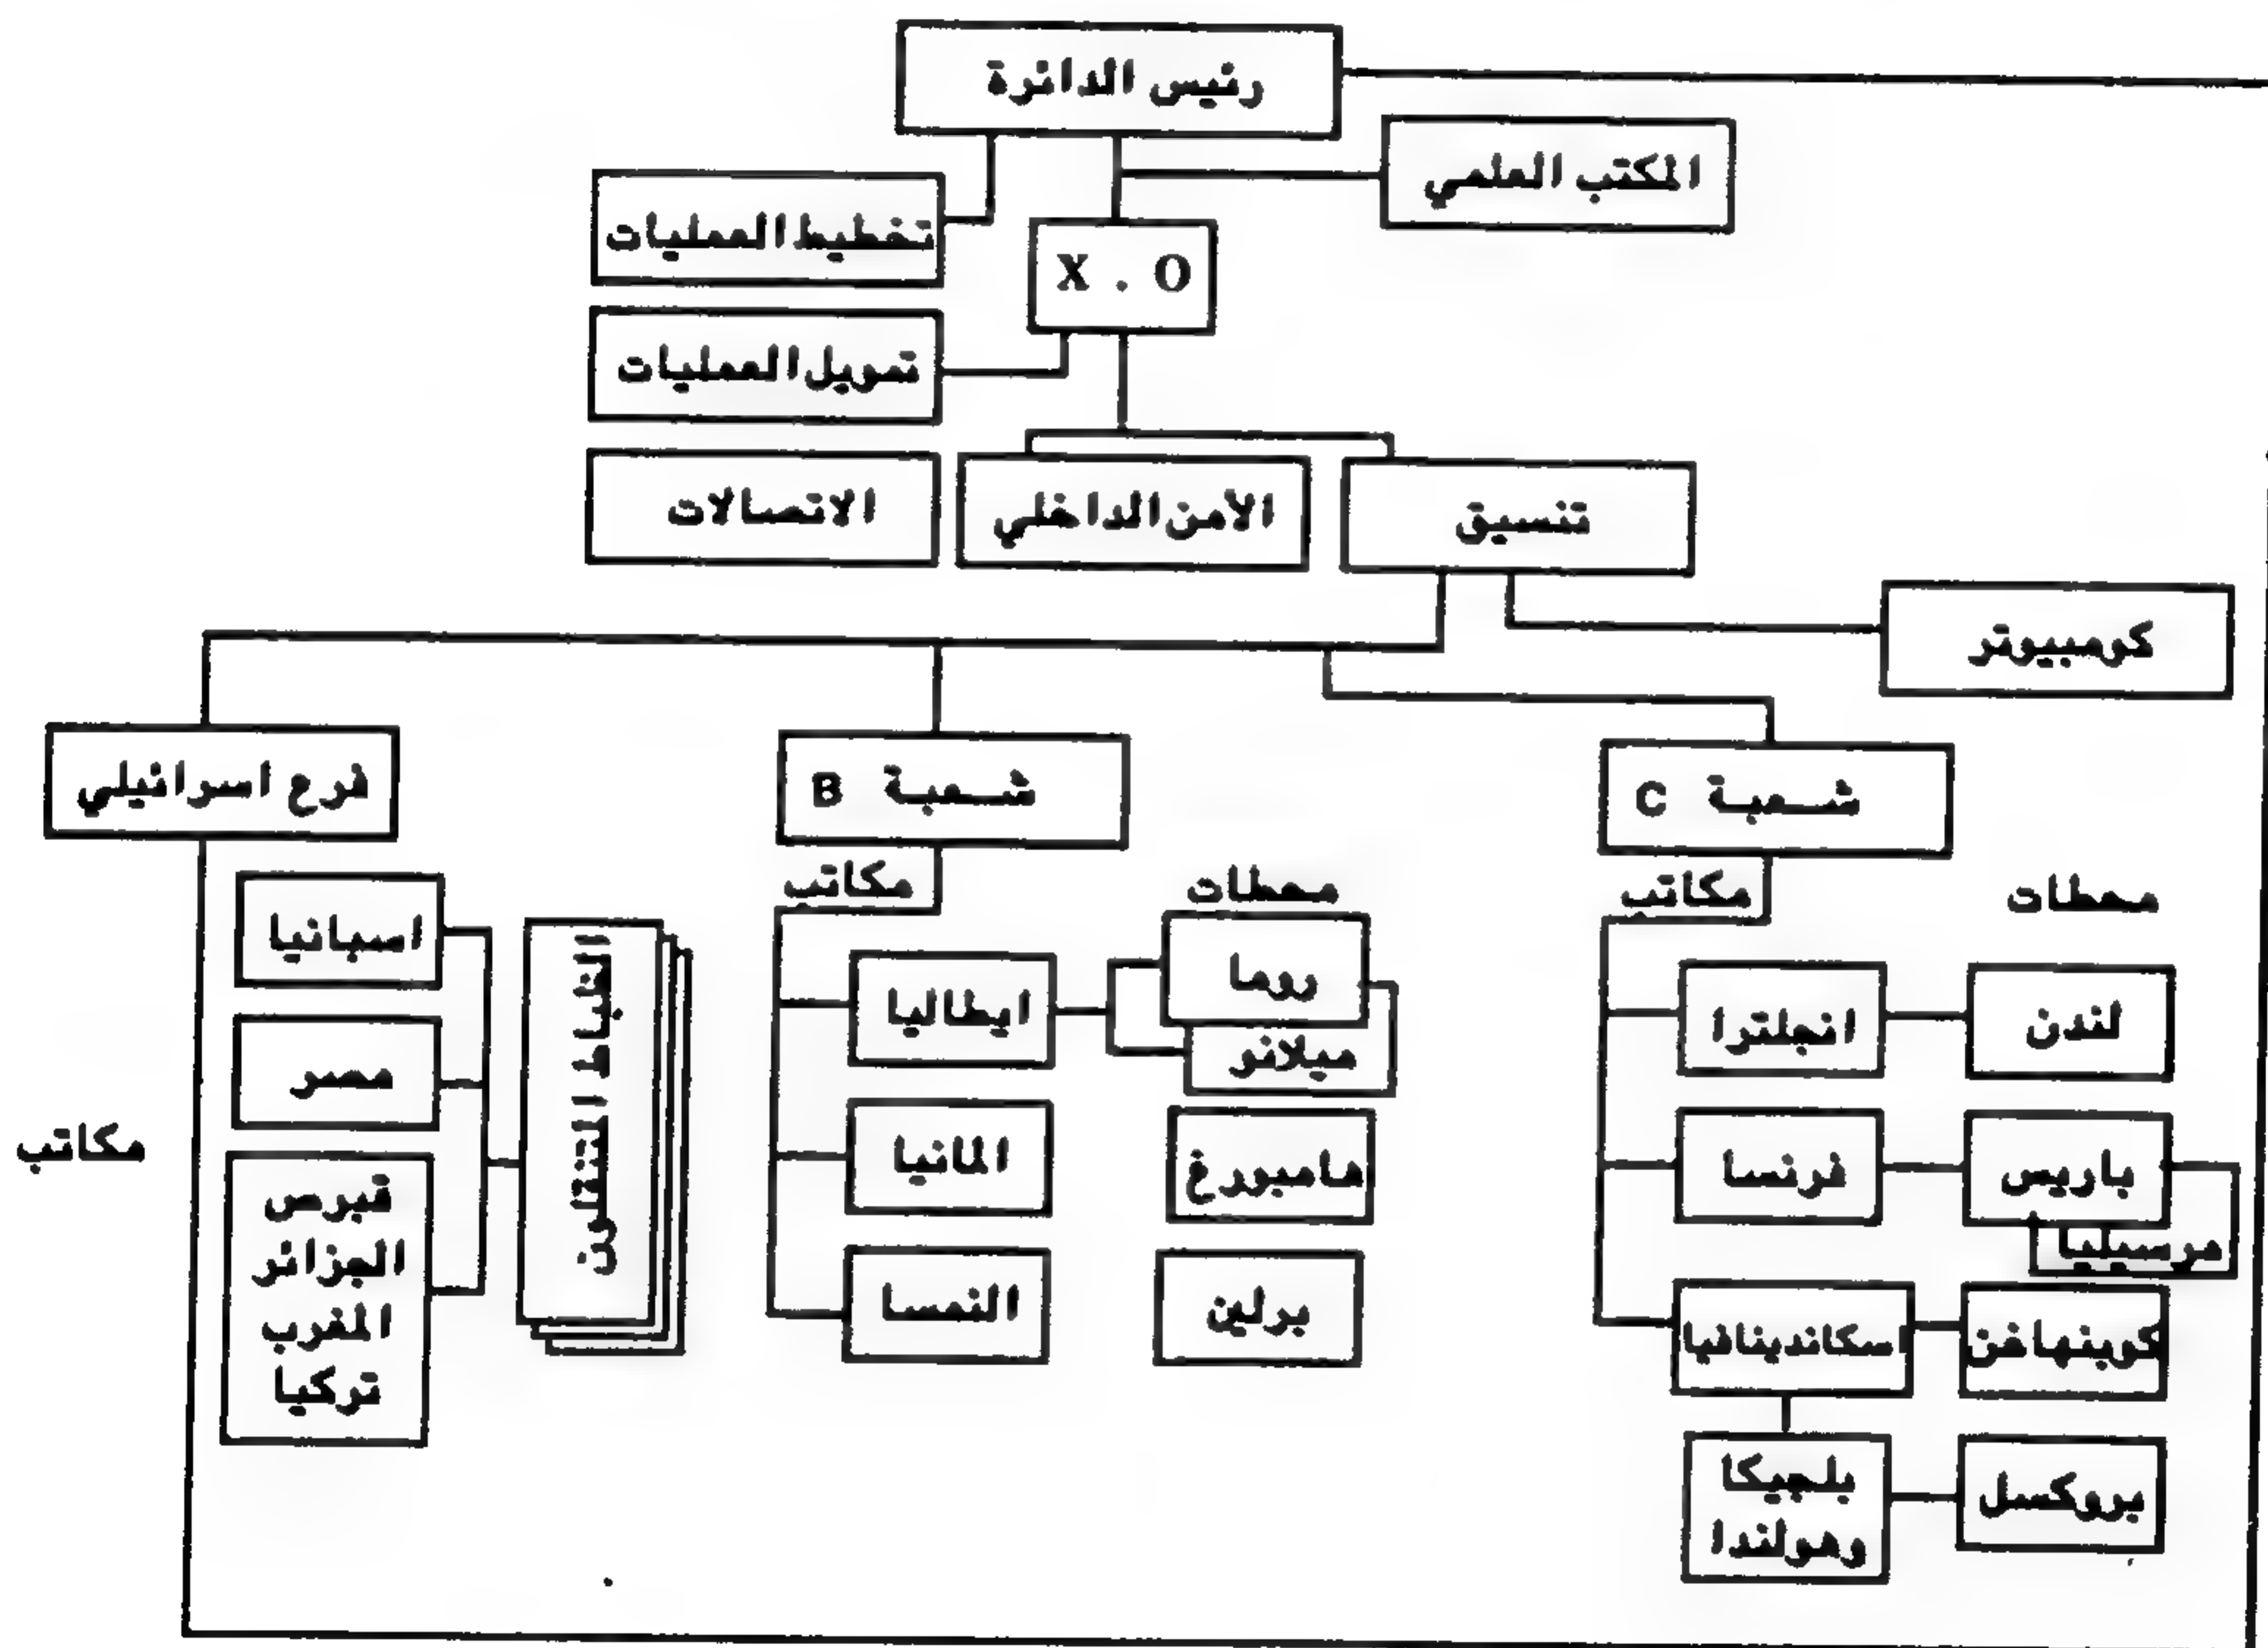 رئيس الدائرة
المكتب العلمي
تخطيط العمليات
X . O
تمويل العمليات
تنسيق
الأمن الداخلي
الاتصالات
كومبيوتر
شعبة C
شعبة B
فرع اسرائيلي
محطات
مكاتب
لندن
انجلترا
باريس
فرنسا
مرسيليا
كوبنهاغن
اسكاندينافيا
بروكسل
بلجيكا
وهولندا
محطات
مكاتب
روما
ايطاليا
ميلانو
هامبورغ
المانيا
برلين
النمسا
الضباط المتنقلون
اسبانيا
مصر
مكاتب
قبرص
الجزائر
المغرب
تركيا